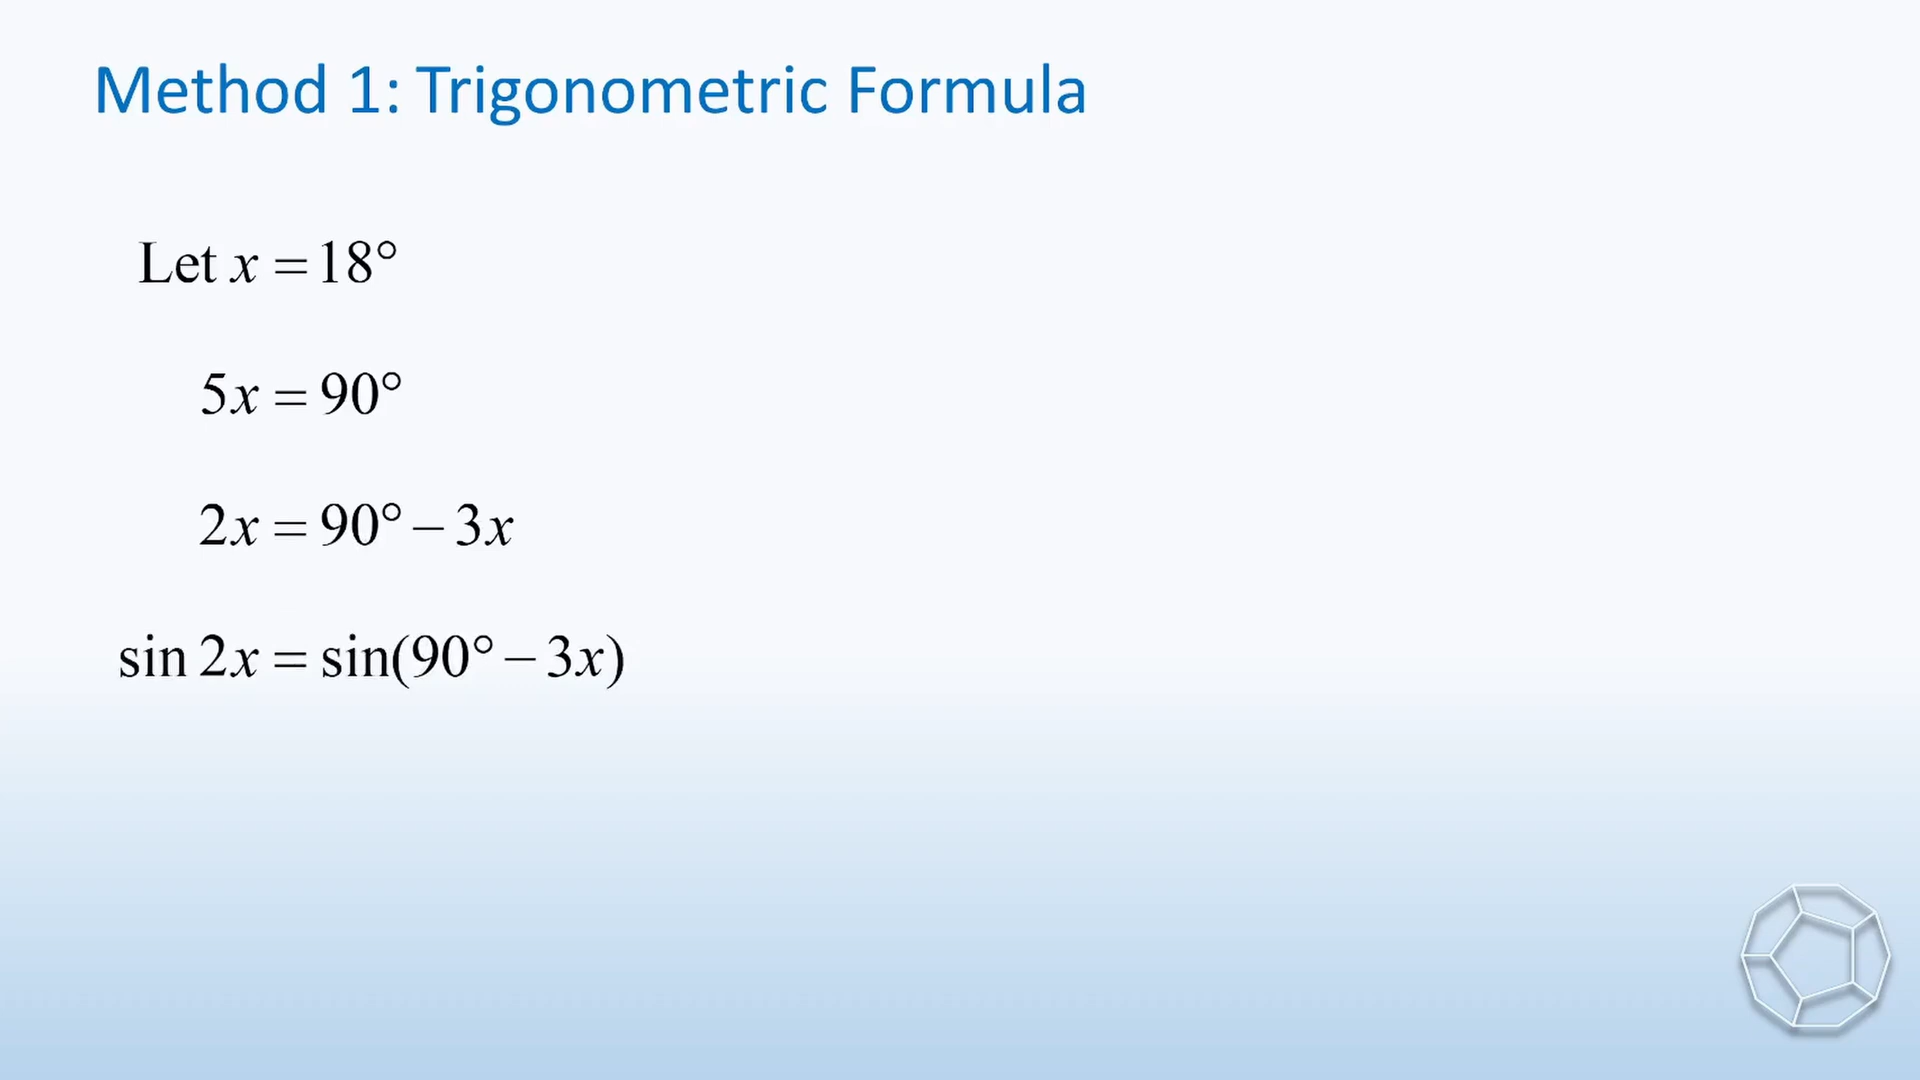 Method 1: Trigonometric Formula
Let x = 18°
5x = 90°
2x = 90° – 3x
sin 2x = sin(90° – 3x)